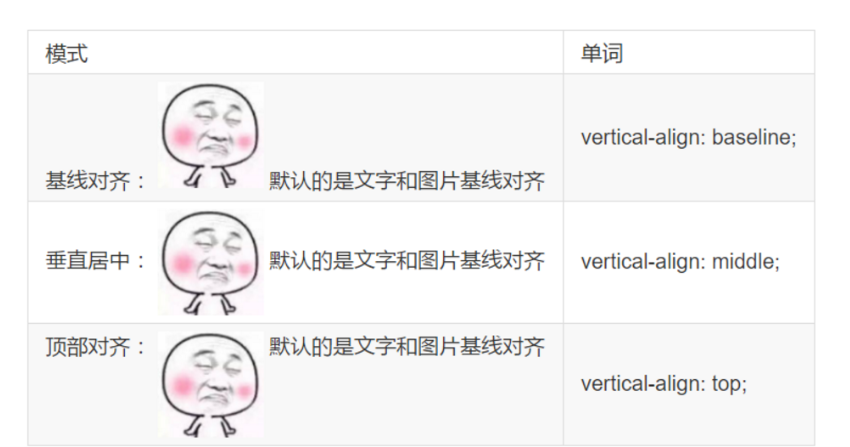 模式 单词
基线对齐： 默认的是文字和图片基线对齐 vertical-align: baseline;
垂直居中： 默认的是文字和图片基线对齐 vertical-align: middle;
顶部对齐： 默认的是文字和图片基线对齐 vertical-align: top;